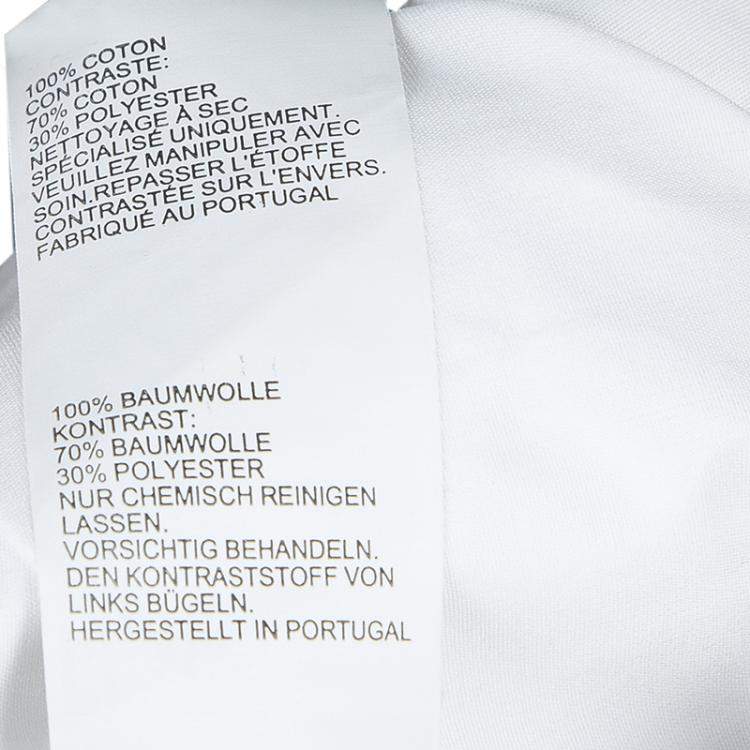 100% COTON
CONTRASTE:
70% COTON
30% POLYESTER
NETTOYAGE À SEC
SPÉCIALISÉ UNIQUEMENT.
VEUILLEZ MANIPULER AVEC
SOIN.REPASSER L'ÉTOFFE
CONTRASTÉE SUR L'ENVERS.
FABRIQUÉ AU PORTUGAL
100% BAUMWOLLE
KONTRAST:
70% BAUMWOLLE
30% POLYESTER
NUR CHEMISCH REINIGEN
LASSEN.
VORSICHTIG BEHANDELN.
DEN KONTRASTSTOFF VON
LINKS BÜGELN.
HERGESTELLT IN PORTUGAL